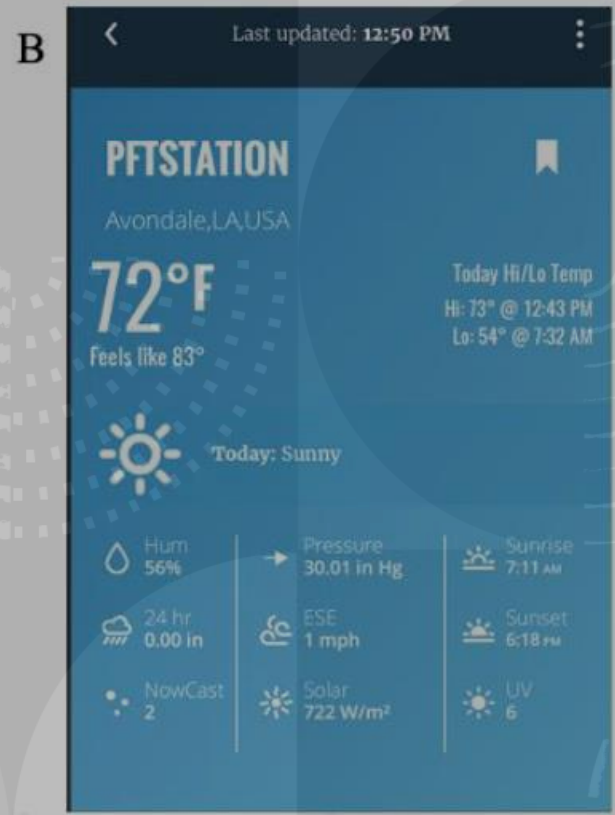 B
Last updated: 12:50 PM
PFTSTATION
Avondale,LA,USA
72°F
Feels like 83°
Today Hi/Lo Temp
Hi: 73° @ 12:43 PM
Lo: 54° @ 7:32 AM
Today: Sunny
Hum
56%
Pressure
30.01 in Hg
Sunrise
7:11 AM
24 hr
0.00 in
ESE
1 mph
Sunset
6:18 PM
NowCast
2
Solar
722 W/m²
UV
6